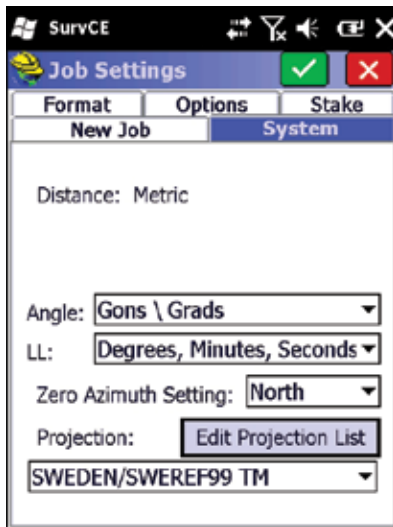 SurvCE
Job Settings
Format Options Stake
New Job System
Distance: Metric
Angle: Gons \ Grads
LL: Degrees, Minutes, Seconds
Zero Azimuth Setting: North
Projection: Edit Projection List
SWEDEN/SWEREF99 TM